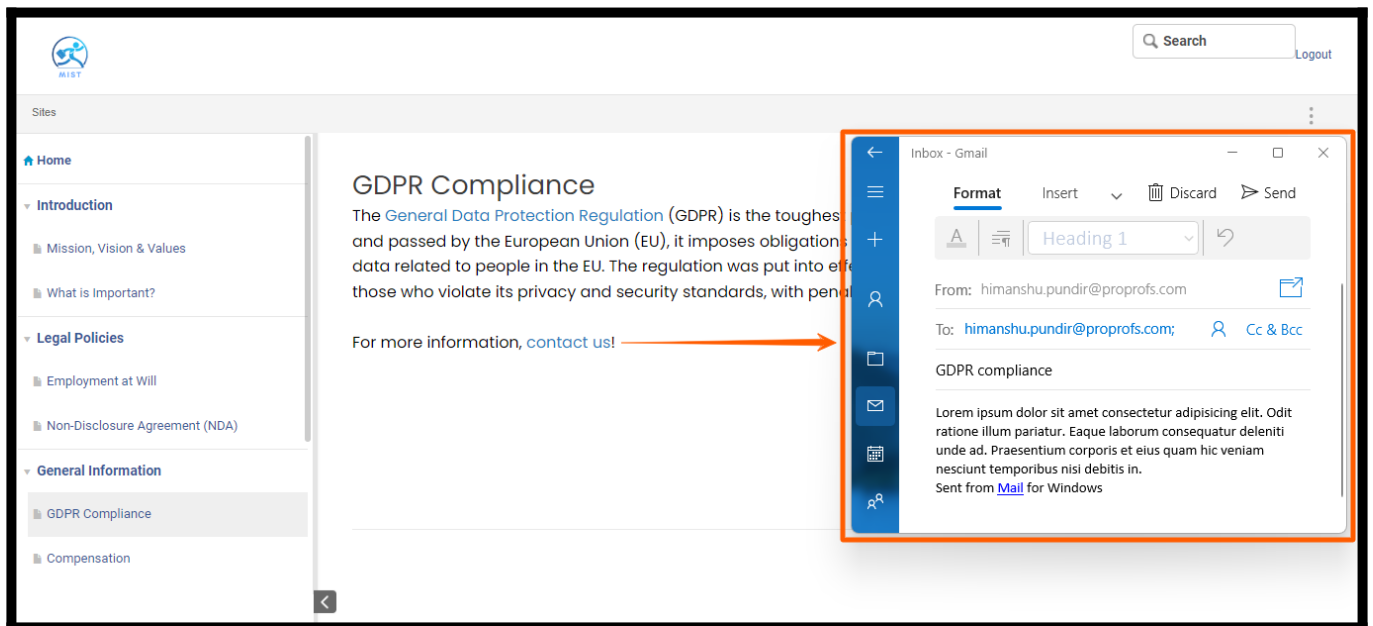 MIST
Search
Logout
Sites
Home
Introduction
Mission, Vision & Values
What is Important?
Legal Policies
Employment at Will
Non-Disclosure Agreement (NDA)
General Information
GDPR Compliance
Compensation
GDPR Compliance
The General Data Protection Regulation (GDPR) is the toughest
and passed by the European Union (EU), it imposes obligations
data related to people in the EU. The regulation was put into
those who violate its privacy and security standards, with
For more information, contact us!
Inbox - Gmail
Format Insert Discard Send
A Heading 1
From: himanshu.pundir@proprofs.com
To: himanshu.pundir@proprofs.com; Cc & Bcc
GDPR compliance
Lorem ipsum dolor sit amet consectetur adipisicing elit. Odit
ratione illum pariatur. Eaque laborum consequatur deleniti
unde ad. Praesentium corporis et eius quam hic veniam
nesciunt temporibus nisi debitis in.
Sent from Mail for Windows